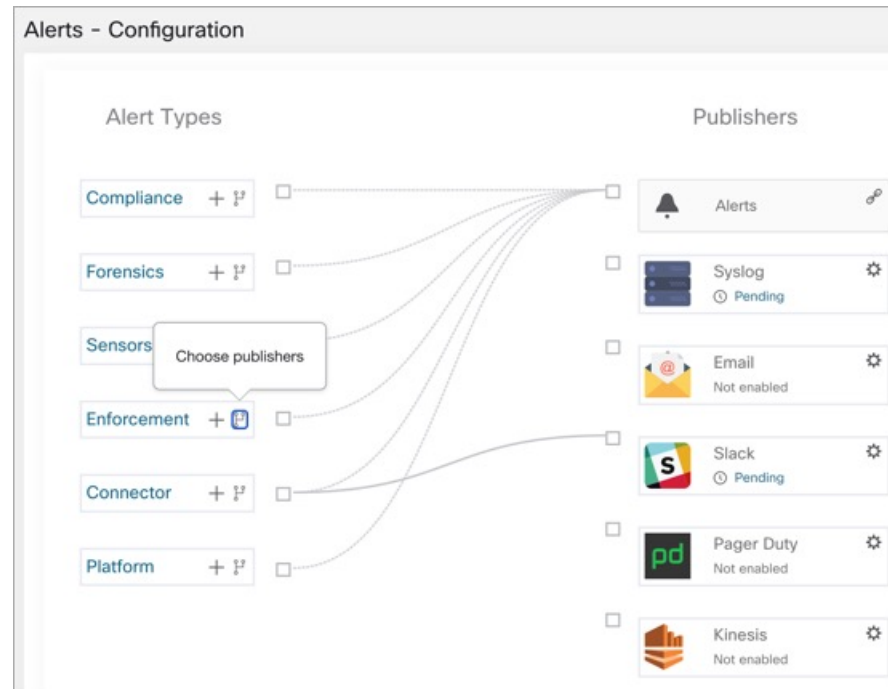 Alerts - Configuration
Alert Types
Publishers
Compliance
Forensics
Sensors
Choose publishers
Enforcement
Connector
Platform
Alerts
Syslog
Pending
@
Email
Not enabled
S
Slack
Pending
pd
Pager Duty
Not enabled
Kinesis
Not enabled